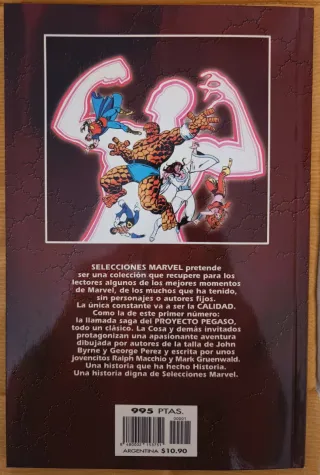 SELECCIONES MARVEL pretende
ser una colección que recupere para los
lectores algunos de los mejores momentos
de Marvel, de los muchos que ha tenido,
sin personajes o autores fijos.
La única constante va a ser la CALIDAD.
Como la de este primer número:
la llamada saga del PROYECTO PEGASO,
todo un clásico. La Cosa y demás invitados
protagonizan una apasionante aventura
dibujada por autores de la talla de John
Byrne y George Perez y escrita por unos
jovencitos Ralph Macchio y Mark Gruenwald.
Una historia que ha hecho Historia.
Una historia digna de Selecciones Marvel.
995 PTAS.
00001
ARGENTINA $10.90